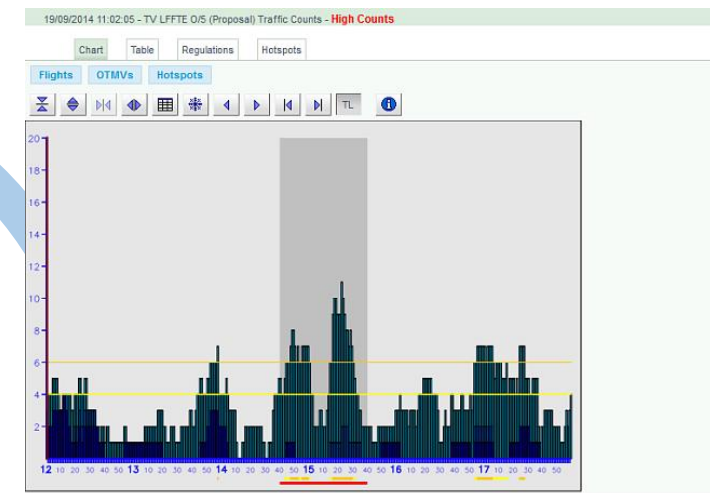 19/09/2014 11:02:05 - TV LFFTE O/5 (Proposal) Traffic Counts - High Counts
Chart Table Regulations Hotspots
Flights OTMVs Hotspots
TL
20
18
16
14
12
10
8
6
4
2
12 10 20 30 40 50 13 10 20 30 40 50 14 10 20 30 40 50 15 10 20 30 40 50 16 10 20 30 40 50 17 10 20 30 40 50